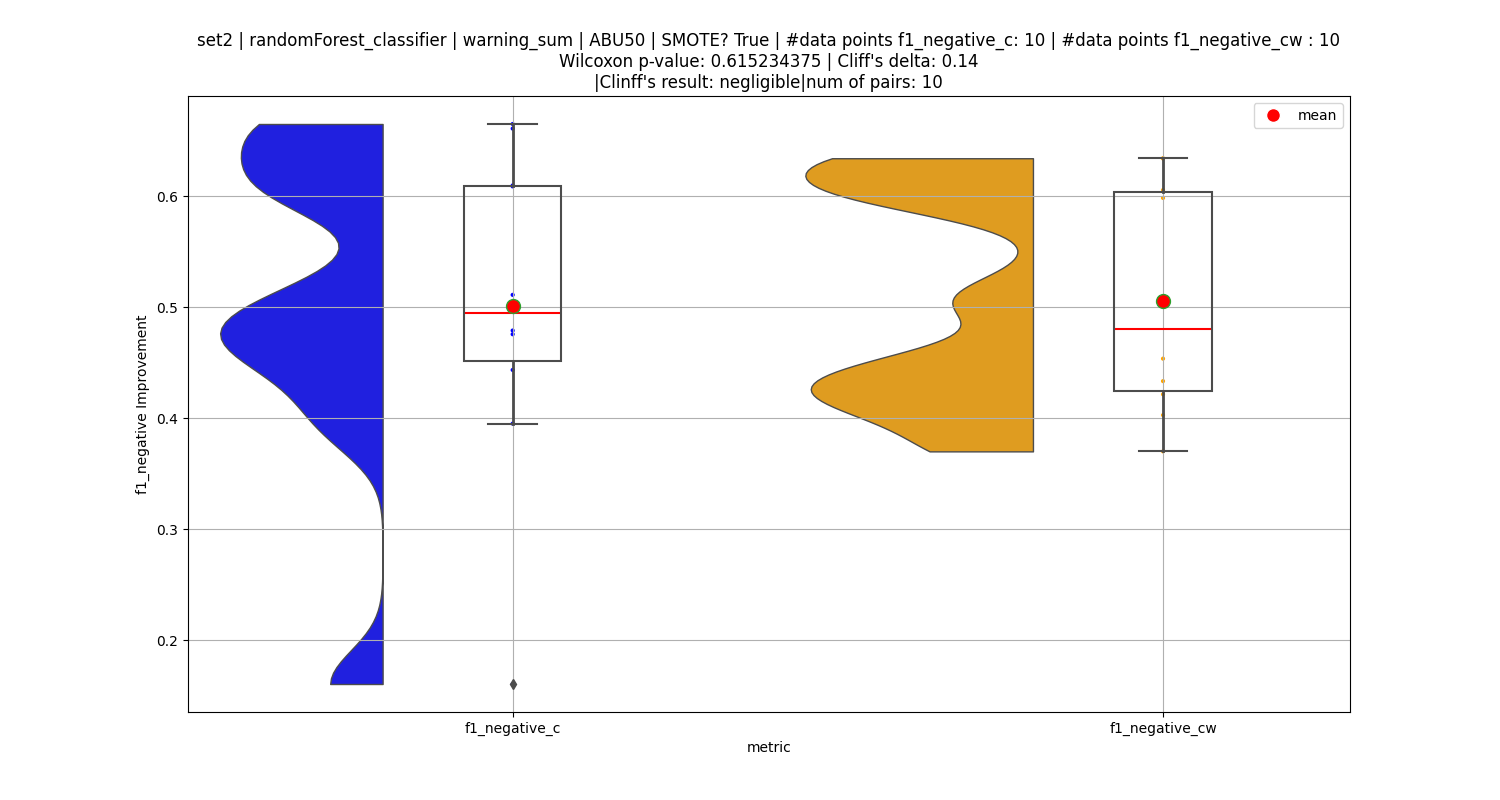 set2 | randomForest_classifier | warning_sum | ABU50 | SMOTE? True | #data points f1_negative_c: 10 | #data points f1_negative_cw : 10
Wilcoxon p-value: 0.615234375 | Cliff's delta: 0.14
|Clinff's result: negligible|num of pairs: 10
mean
0.6
0.5
0.4
0.3
0.2
f1_negative Improvement
f1_negative_c
f1_negative_cw
metric